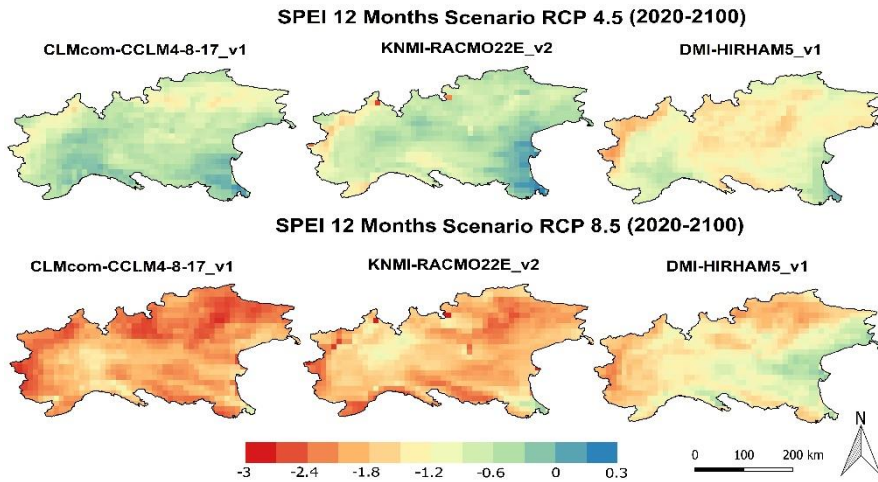 SPEI 12 Months Scenario RCP 4.5 (2020-2100)
CLMcom-CCLM4-8-17_v1
KNMI-RACMO22E_v2
DMI-HIRHAM5_v1
SPEI 12 Months Scenario RCP 8.5 (2020-2100)
CLMcom-CCLM4-8-17_v1
KNMI-RACMO22E_v2
DMI-HIRHAM5_v1
N
-3 -2.4 -1.8 -1.2 -0.6 0 0.3
0 100 200 km